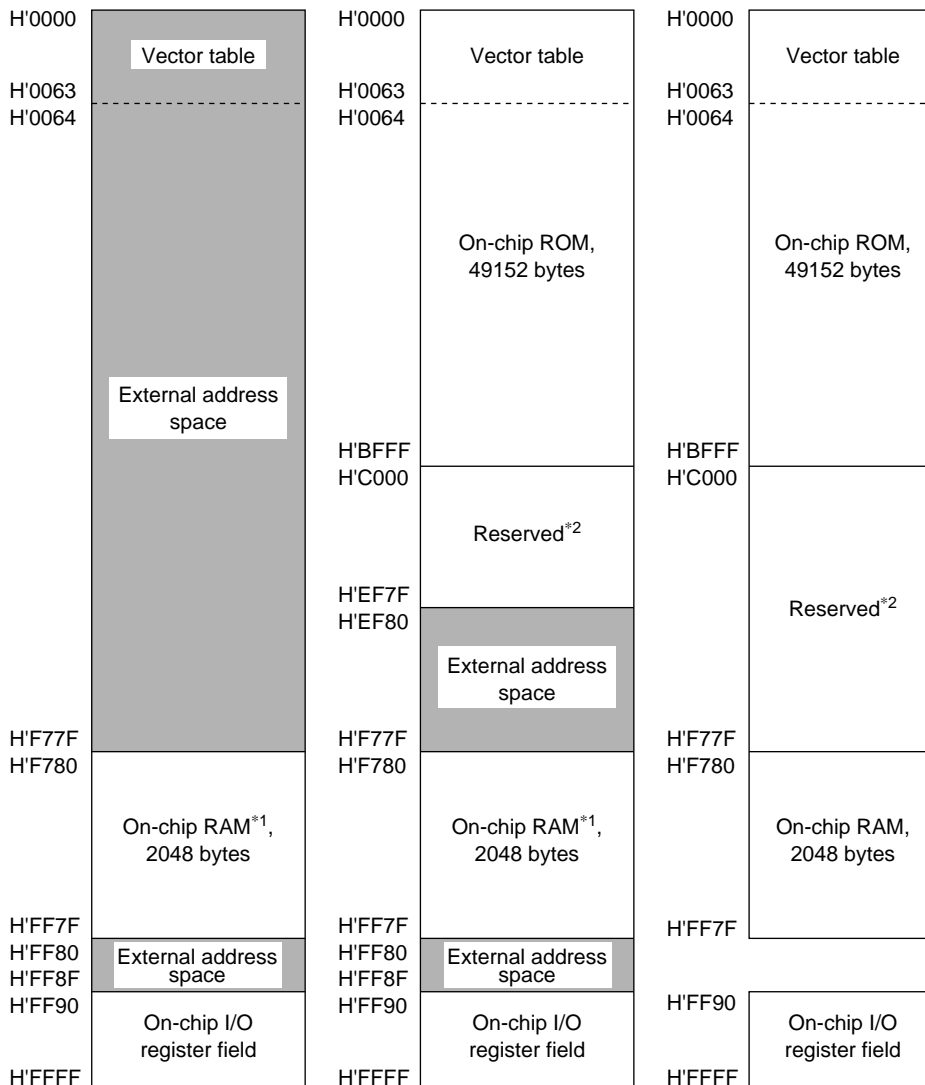 H'0000
Vector table
H'0063
H'0064
External address
space
H'F77F
H'F780
On-chip RAM*1,
2048 bytes
H'FF7F
H'FF80
External address
space
H'FF8F
H'FF90
On-chip I/O
register field
H'FFFF
H'0000
Vector table
H'0063
H'0064
On-chip ROM,
49152 bytes
H'BFFF
H'C000
Reserved*2
H'EF7F
H'EF80
External address
space
H'F77F
H'F780
On-chip RAM*1,
2048 bytes
H'FF7F
H'FF80
External address
space
H'FF8F
H'FF90
On-chip I/O
register field
H'FFFF
H'0000
Vector table
H'0063
H'0064
On-chip ROM,
49152 bytes
H'BFFF
H'C000
Reserved*2
H'F77F
H'F780
On-chip RAM,
2048 bytes
H'FF7F
H'FF90
On-chip I/O
register field
H'FFFF